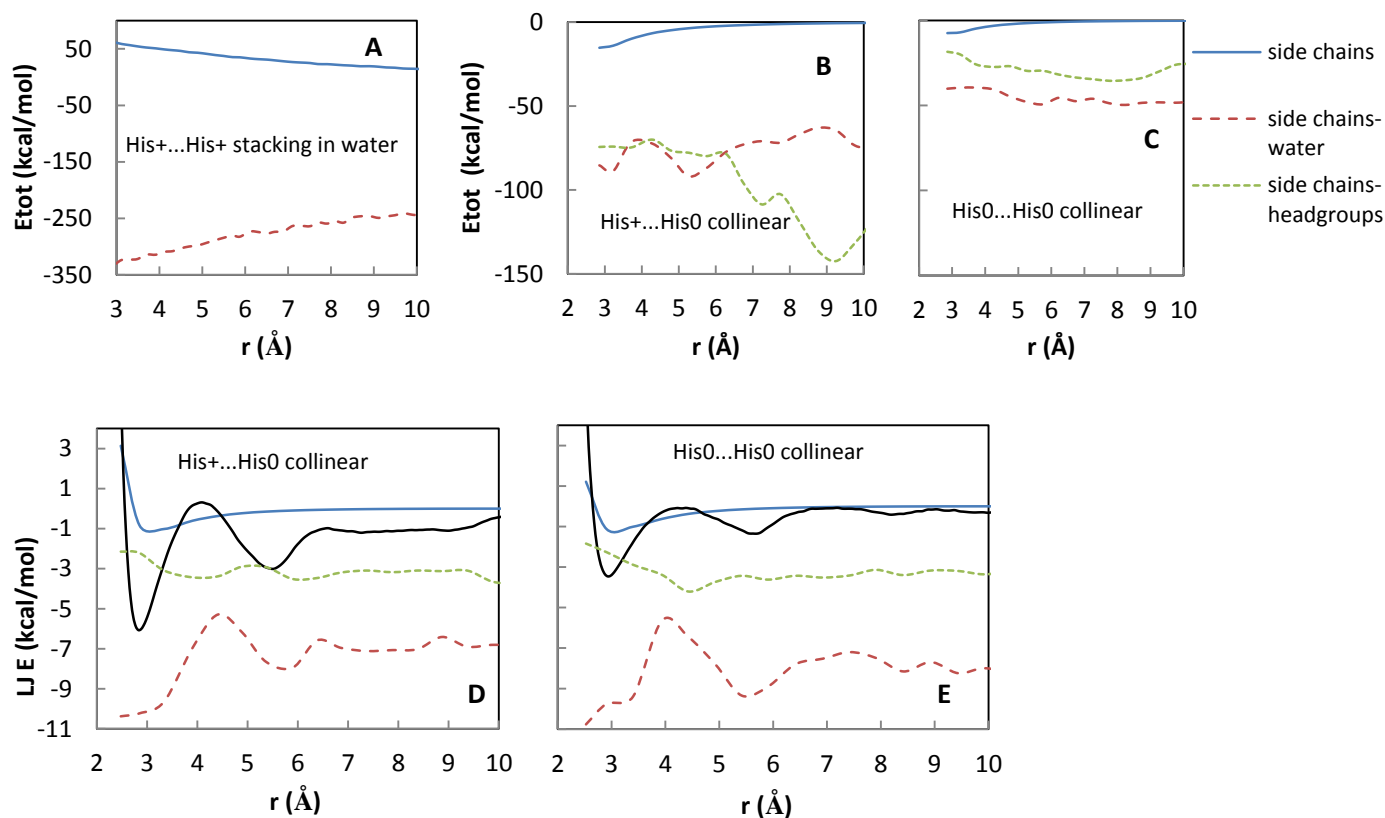 Etot (kcal/mol)
50
-50
-150
-250
-350
A
His+...His+ stacking in water
3 4 5 6 7 8 9 10
r (Å)
Etot (kcal/mol)
0
-50
-100
-150
B
His+...His0 collinear
2 3 4 5 6 7 8 9 10
r (Å)
C
His0...His0 collinear
2 3 4 5 6 7 8 9 10
r (Å)
side chains
side chains-
water
side chains-
headgroups
LJ E (kcal/mol)
3
1
-1
-3
-5
-7
-9
-11
His+...His0 collinear
D
2 3 4 5 6 7 8 9 10
r (Å)
His0...His0 collinear
E
2 3 4 5 6 7 8 9 10
r (Å)